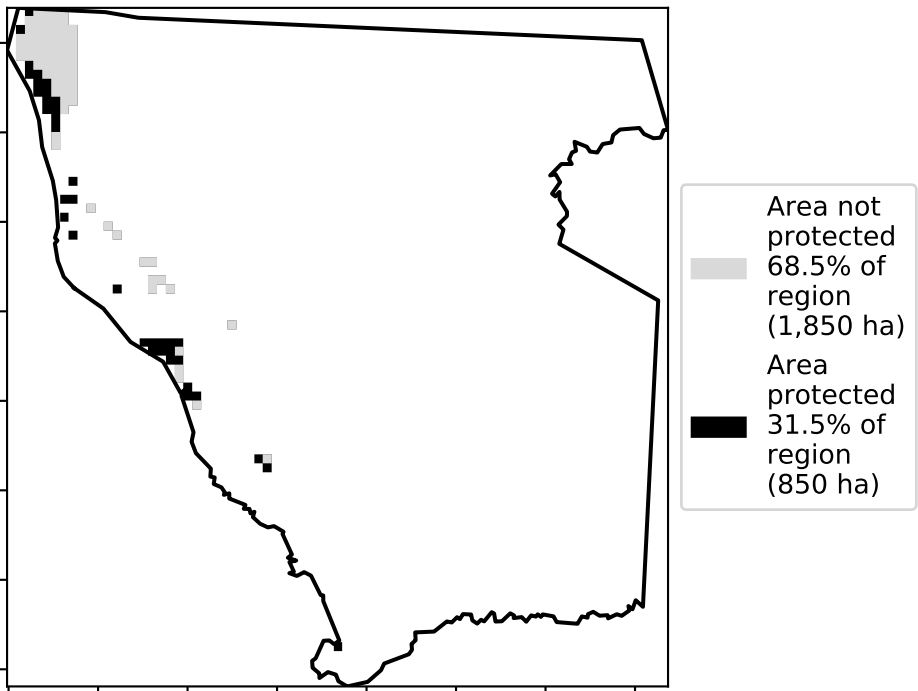 Area not
protected
68.5% of
region
(1,850 ha)
Area
protected
31.5% of
region
(850 ha)